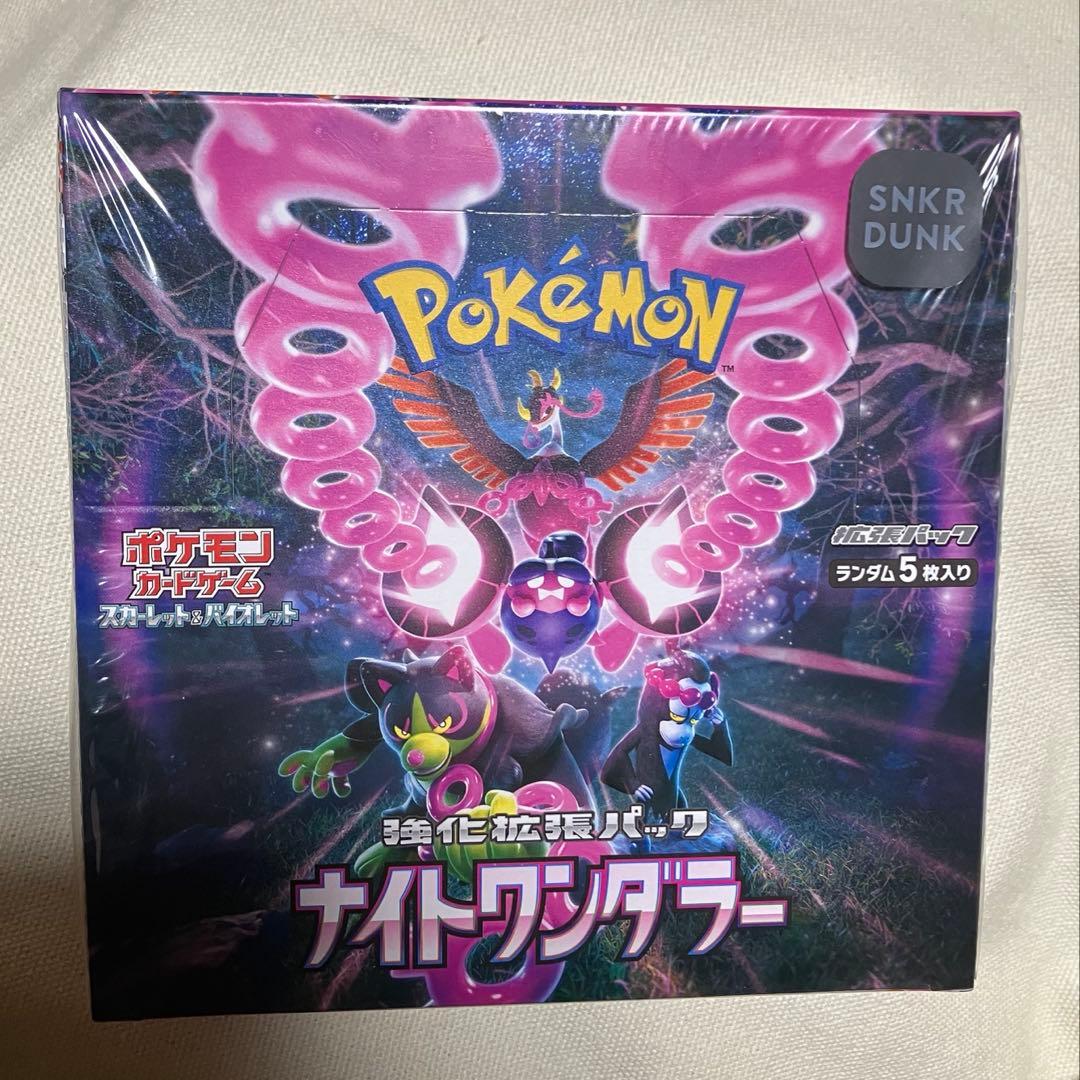 SNKR
DUNK
POKéMON
TM
ポケモン
カードゲーム
スカーレット&バイオレット
拡張パック
ランダム5枚入り
強化拡張パック
ナイトワンダラー